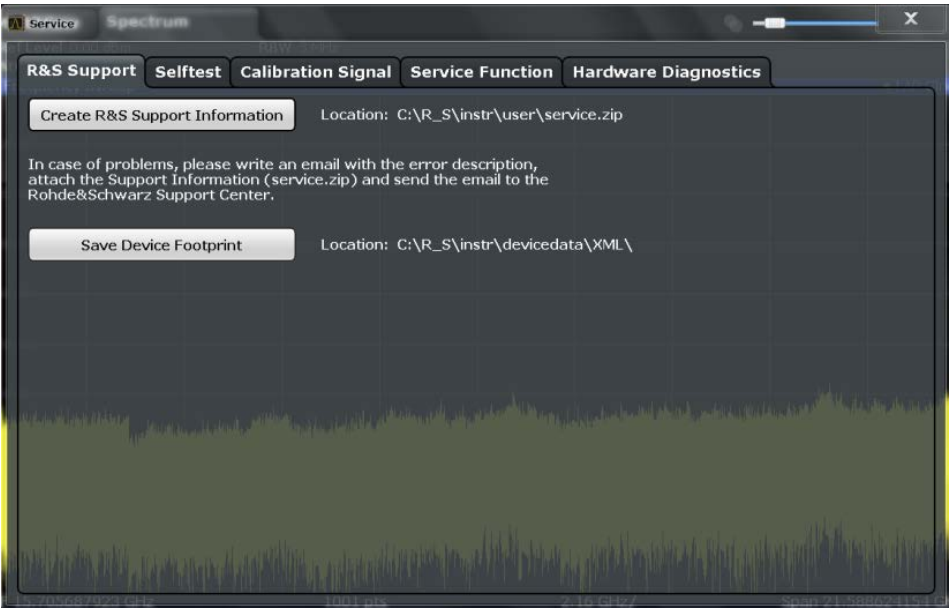 Service
Spectrum
R&S Support
Selftest
Calibration Signal
Service Function
Hardware Diagnostics
Create R&S Support Information
Location: C:\R_S\instr\user\service.zip
In case of problems, please write an email with the error description,
attach the Support Information (service.zip) and send the email to the
Rohde&Schwarz Support Center.
Save Device Footprint
Location: C:\R_S\instr\devicedata\XML\
1001 pts
2.16 GHz/